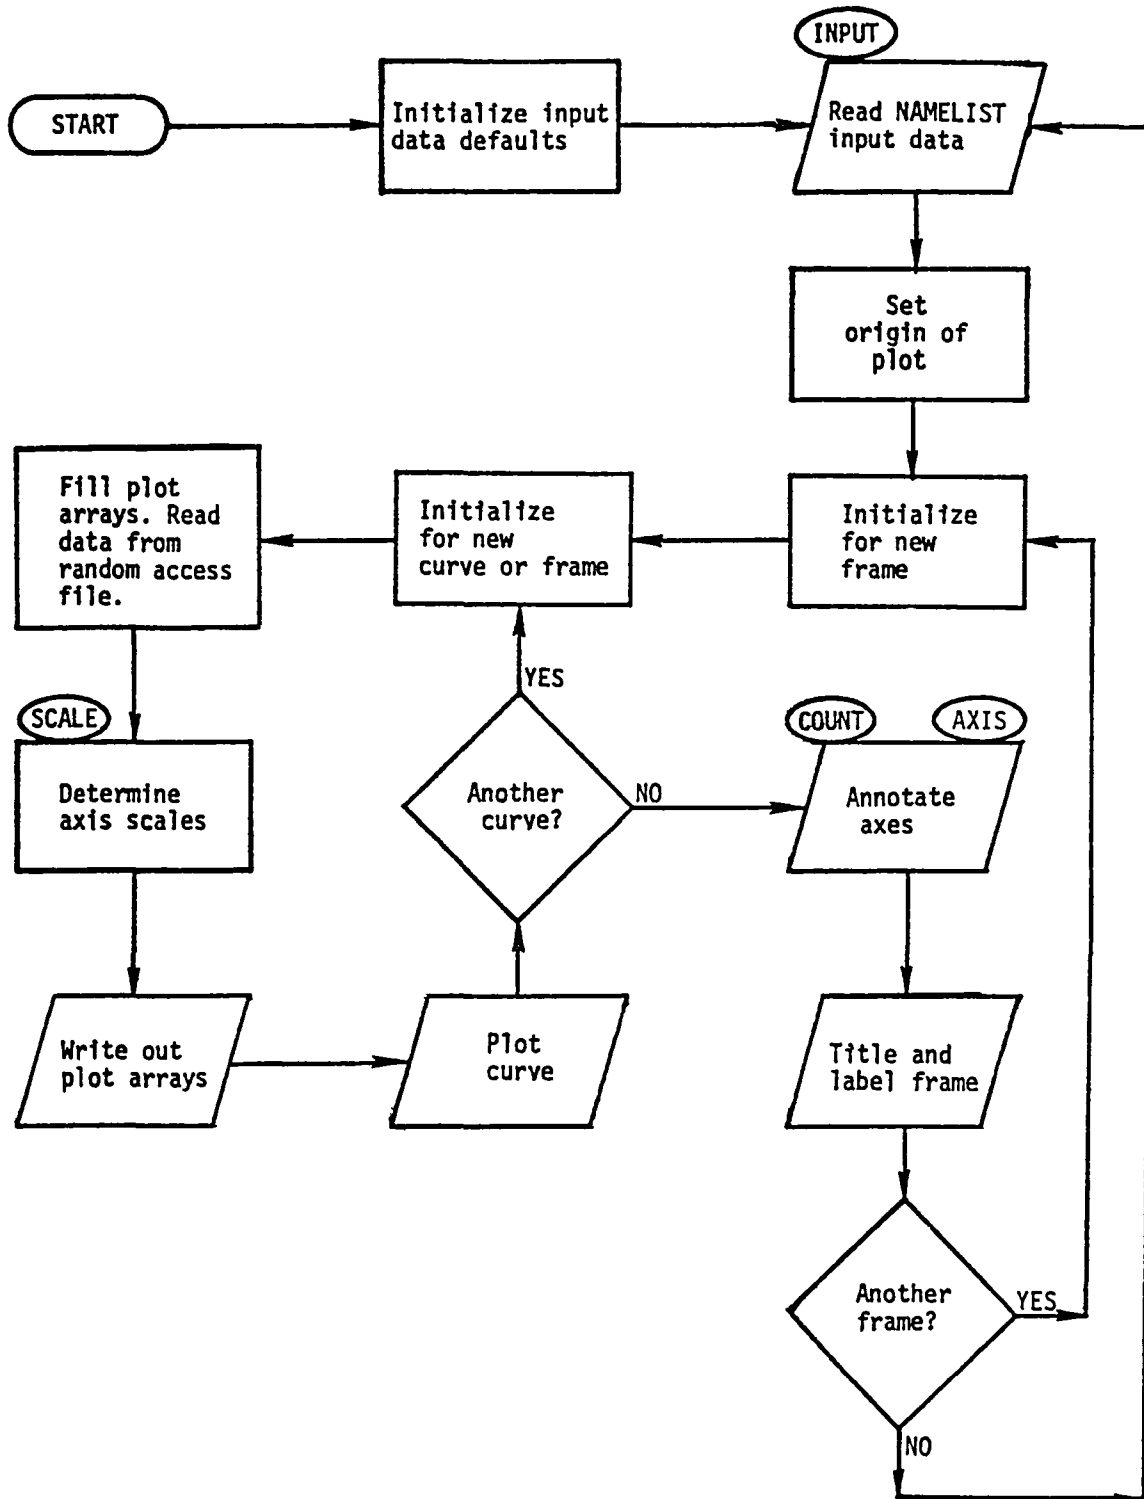 INPUT
START
Initialize input
data defaults
Read NAMELIST
input data
Set
origin of
plot
Fill plot
arrays. Read
data from
random access
file.
Initialize
for new
curve or frame
Initialize
for new
frame
YES
SCALE
COUNT
AXIS
Determine
axis scales
Another
curve?
NO
Annotate
axes
Write out
plot arrays
Plot
curve
Title and
label frame
Another
frame?
YES
NO